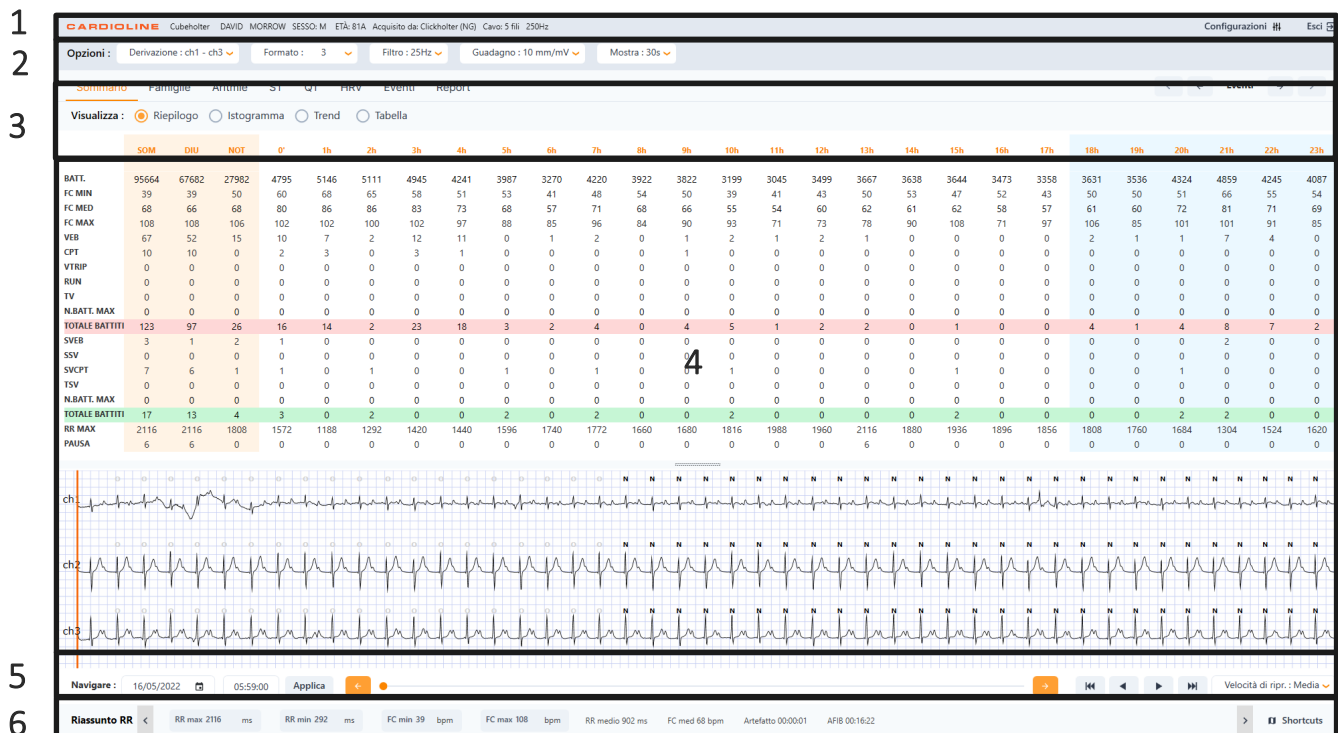 1
CARDIOLINE Cubeholter DAVID MORROW SESSO: M ETÀ: 81A Acquisito da: Clickholter (NG) Cavo: 5 fili 250Hz Configurazioni Esci
2
Opzioni : Derivazione : ch1 - ch3 Formato : 3 Filtro : 25Hz Guadagno : 10 mm/mV Mostra : 30s
Sommario Famiglie Aritmie ST QT HRV Eventi Report Eventi
3
Visualizza : Riepilogo Istogramma Trend Tabella
SOM DIU NOT 0' 1h 2h 3h 4h 5h 6h 7h 8h 9h 10h 11h 12h 13h 14h 15h 16h 17h 18h 19h 20h 21h 22h 23h
BATT. 95664 67682 27982 4795 5146 5111 4945 4241 3987 3270 4220 3922 3822 3199 3045 3499 3667 3638 3644 3473 3358 3631 3536 4324 4859 4245 4087
FC MIN 39 39 50 60 68 65 58 51 53 41 48 54 50 39 41 43 50 53 47 52 43 50 50 51 66 55 54
FC MED 68 66 68 80 86 86 83 73 68 57 71 68 66 55 54 60 62 61 62 58 57 61 60 72 81 71 69
FC MAX 108 108 106 102 102 100 102 97 88 85 96 84 90 93 71 73 78 90 108 71 97 106 85 101 101 91 85
VEB 67 52 15 10 7 2 12 11 0 1 2 0 1 2 1 2 1 0 0 0 0 2 1 1 7 4 0
CPT 10 10 0 2 3 0 3 1 0 0 0 0 1 0 0 0 0 0 0 0 0 0 0 0 0 0 0
VTRIP 0 0 0 0 0 0 0 0 0 0 0 0 0 0 0 0 0 0 0 0 0 0 0 0 0 0 0
RUN 0 0 0 0 0 0 0 0 0 0 0 0 0 0 0 0 0 0 0 0 0 0 0 0 0 0 0
TV 0 0 0 0 0 0 0 0 0 0 0 0 0 0 0 0 0 0 0 0 0 0 0 0 0 0 0
N.BATT. MAX 0 0 0 0 0 0 0 0 0 0 0 0 0 0 0 0 0 0 0 0 0 0 0 0 0 0 0
TOTALE BATTITI 123 97 26 16 14 2 23 18 3 2 4 0 4 5 1 2 2 0 1 0 0 4 1 4 8 7 2
SVEB 3 1 2 1 0 0 0 0 0 0 0 0 0 0 0 0 0 0 0 0 0 0 0 0 2 0 0
SSV 0 0 0 0 0 0 0 0 0 0 0 0 0 0 0 0 0 0 0 0 0 0 0 0 0 0
4
SVCPT 7 6 1 1 0 1 0 0 1 0 1 0 1 0 0 0 0 1 0 0 0 0 1 0 0 0
TSV 0 0 0 0 0 0 0 0 0 0 0 0 0 0 0 0 0 0 0 0 0 0 0 0 0 0 0
N.BATT. MAX 0 0 0 0 0 0 0 0 0 0 0 0 0 0 0 0 0 0 0 0 0 0 0 0 0 0 0
TOTALE BATTITI 17 13 4 3 0 2 0 0 2 0 2 0 0 2 0 0 0 0 2 0 0 0 0 2 2 0 0
RR MAX 2116 2116 1808 1572 1188 1292 1420 1440 1596 1740 1772 1660 1680 1816 1988 1960 2116 1880 1936 1896 1856 1808 1760 1684 1304 1524 1620
PAUSA 6 6 0 0 0 0 0 0 0 0 0 0 0 0 0 0 6 0 0 0 0 0 0 0 0 0 0
O O O O O O O O O O O O O O O O O O O N N N N N N N N N N N N N N N N N N N N N N N N N N N
ch1
O O O O O O O O O O O O O O O O O O O N N N N N N N N N N N N N N N N N N N N N N N N N N N
ch2
O O O O O O O O O O O O O O O O O O O N N N N N N N N N N N N N N N N N N N N N N N N N N N
ch3
5
Navigare : 16/05/2022 05:59:00 Applica Velocità di ripr. : Media
6
Riassunto RR RR max 2116 ms RR min 292 ms FC min 39 bpm FC max 108 bpm RR medio 902 ms FC med 68 bpm Artefatto 00:00:01 AFIB 00:16:22 Shortcuts